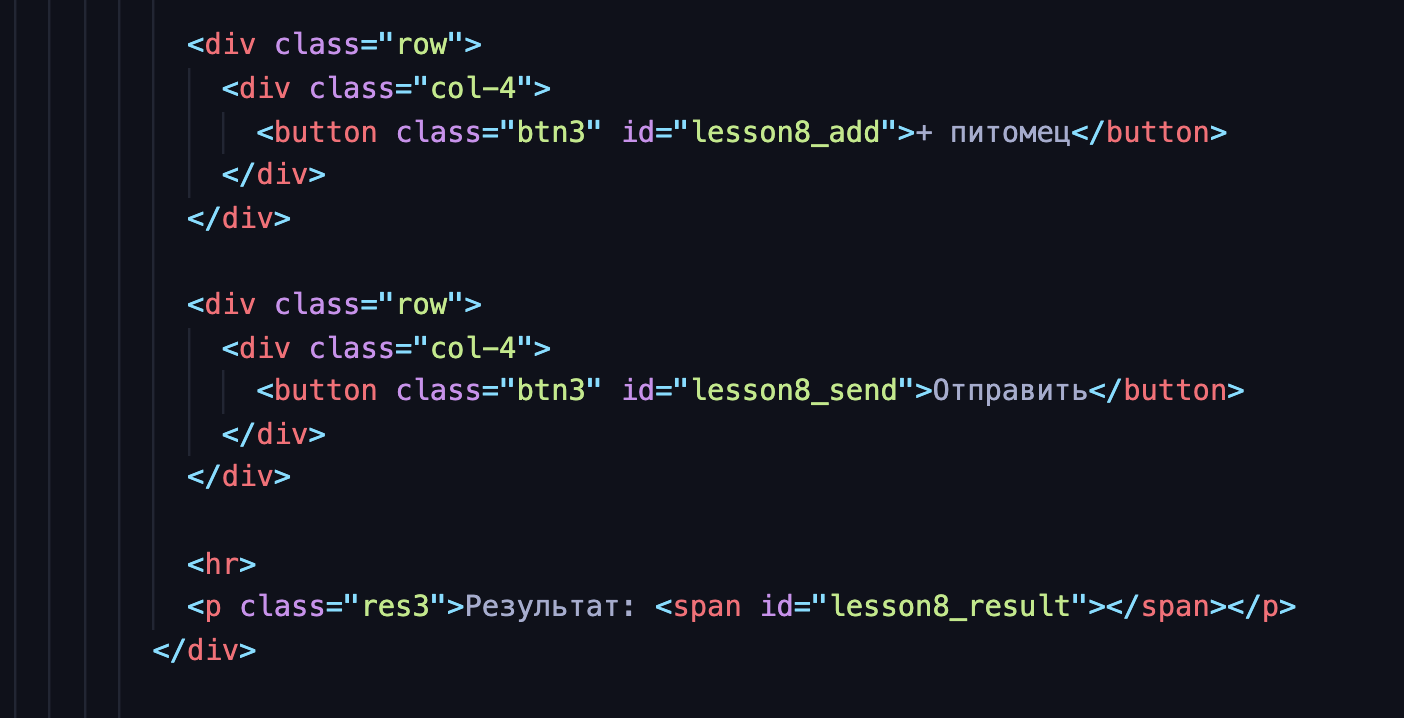 <div class="row">
<div class="col-4">
<button class="btn3" id="lesson8_add">+ питомец</button>
</div>
</div>
<div class="row">
<div class="col-4">
<button class="btn3" id="lesson8_send">Отправить</button>
</div>
</div>
<hr>
<p class="res3">Результат: <span id="lesson8_result"></span></p>
</div>